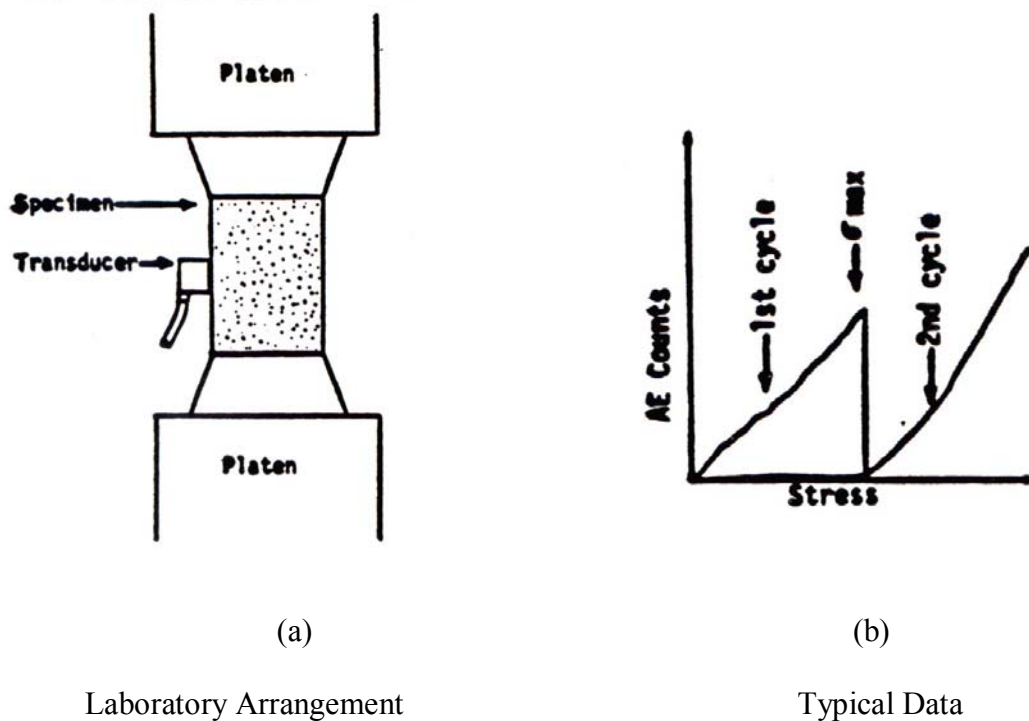 Platen
Specimen
Transducer
Platen
AE Counts
1st cycle
σ max
2nd cycle
Stress
(a)
(b)
Laboratory Arrangement
Typical Data